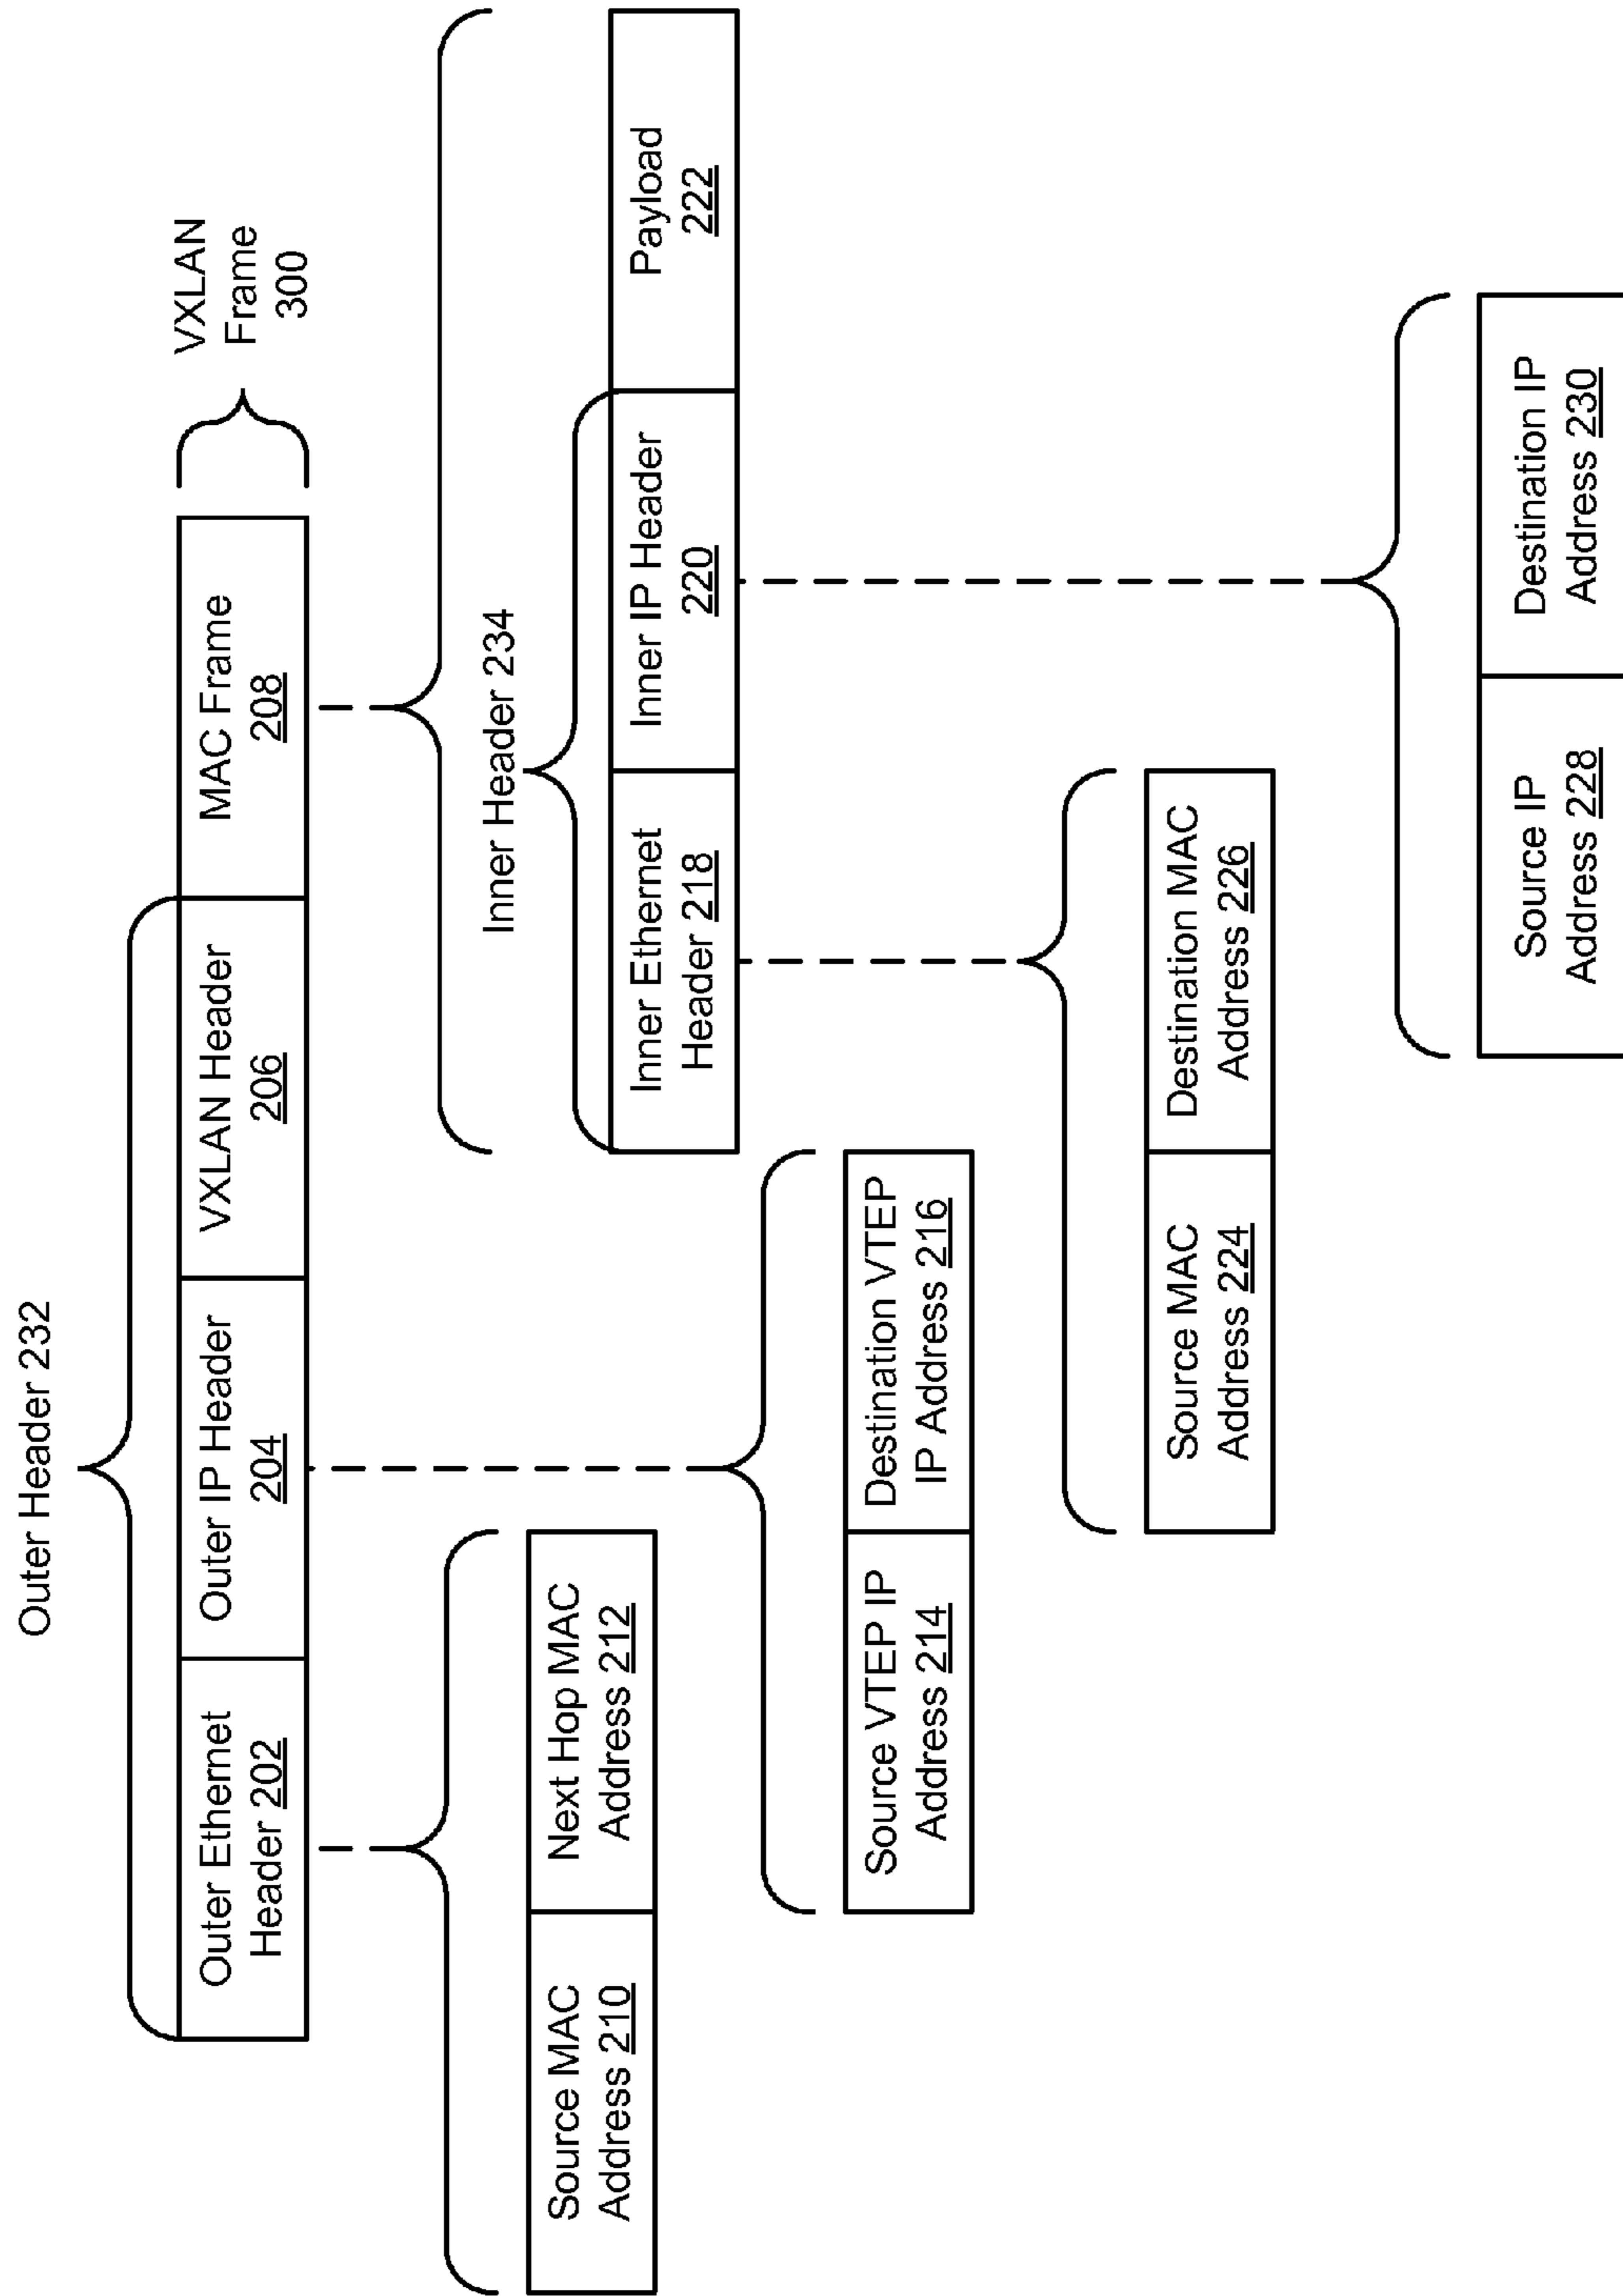 Outer Header 232
Outer Ethernet
Header 202
Outer IP Header
204
VXLAN Header
206
MAC Frame
208
VXLAN
Frame
300
Inner Header 234
Source MAC
Address 210
Next Hop MAC
Address 212
Inner Ethernet
Header 218
Inner IP Header
220
Payload
222
Source VTEP IP
Address 214
Destination VTEP
IP Address 216
Source MAC
Address 224
Destination MAC
Address 226
Source IP
Address 228
Destination IP
Address 230